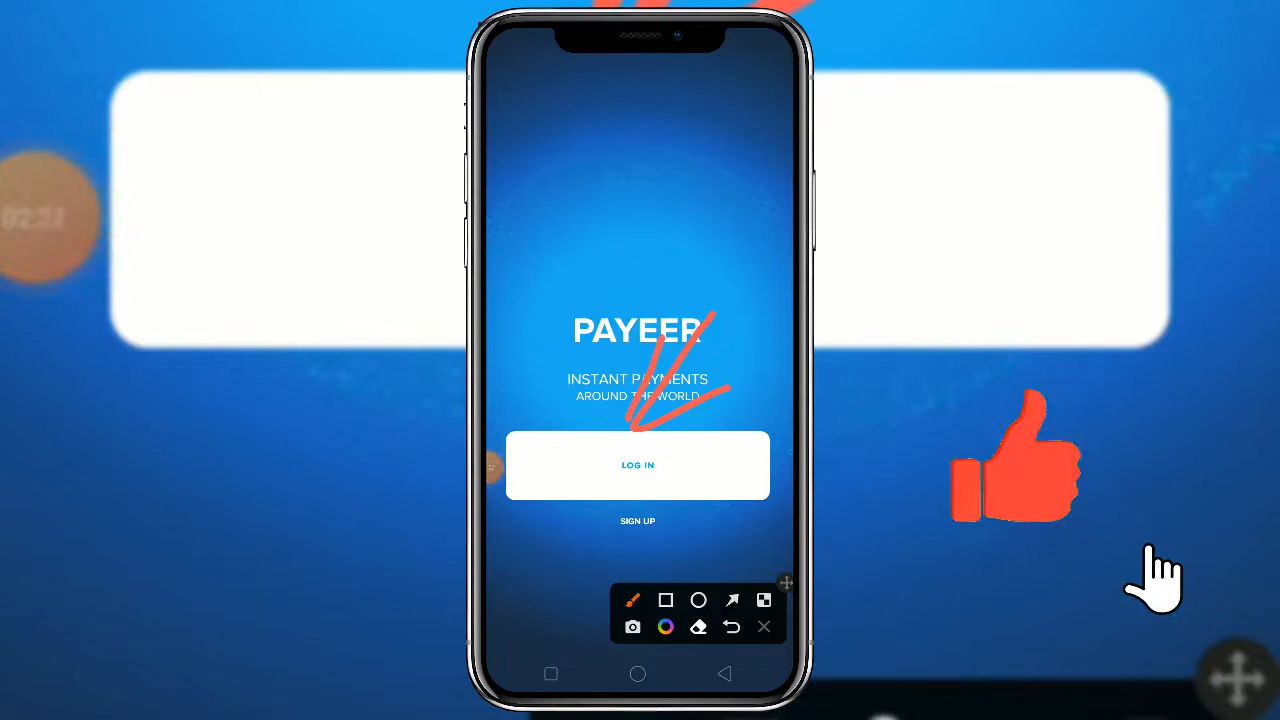 PAYEER
INSTANT PAYMENTS
AROUND THE WORLD
LOG IN
SIGN UP